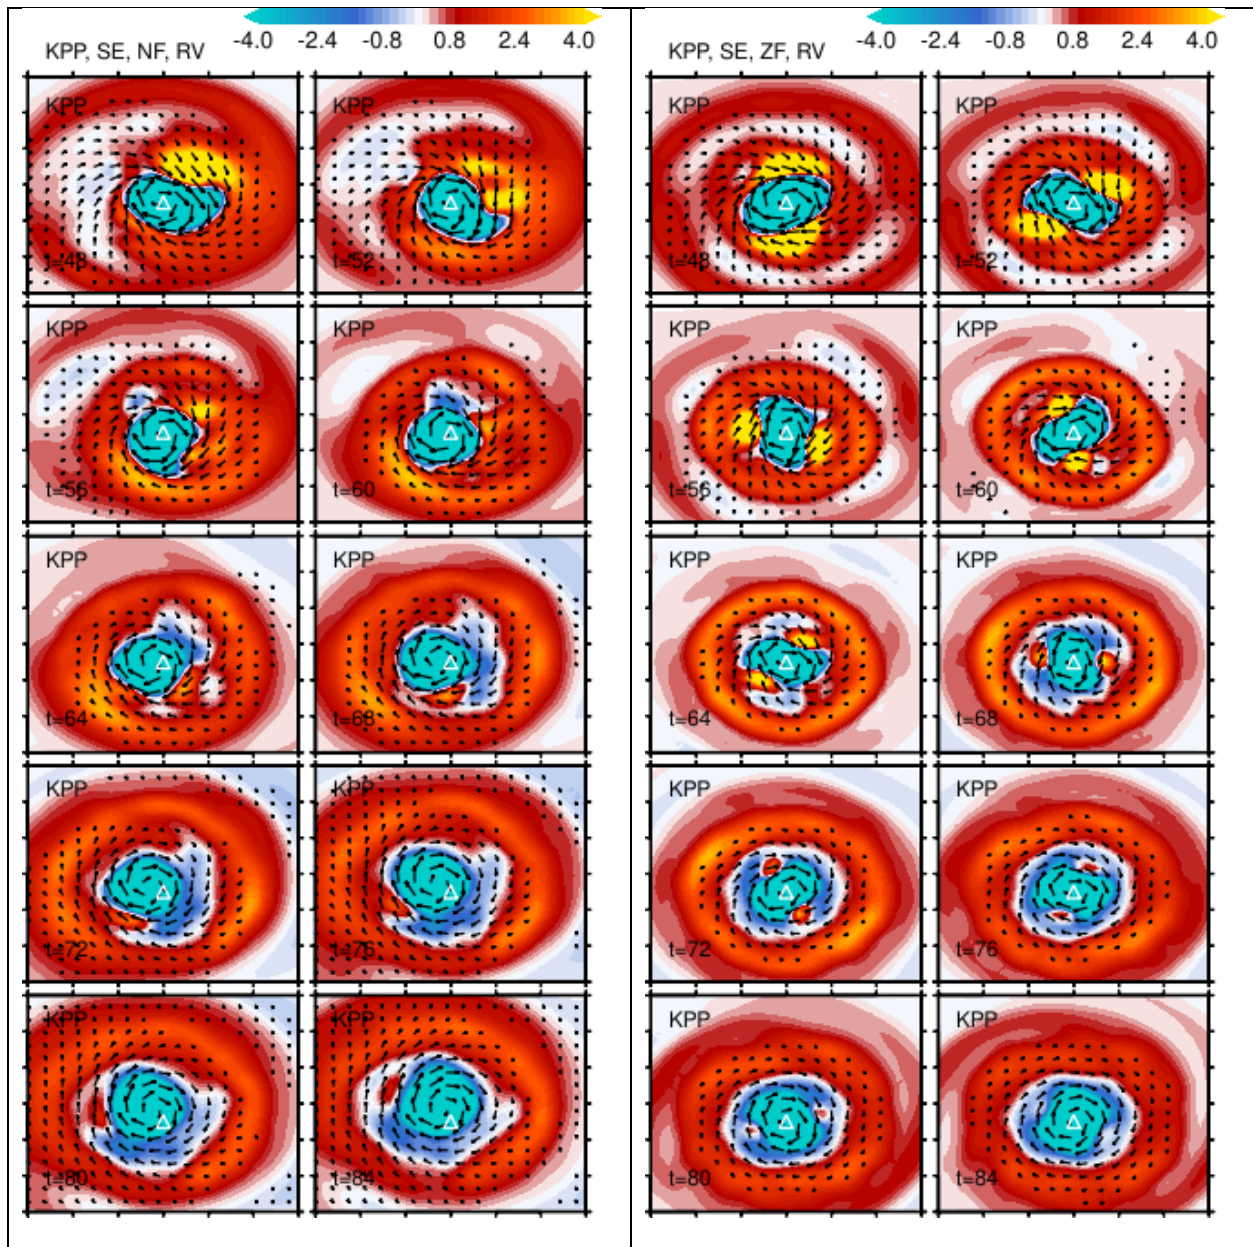 -4.0 -2.4 -0.8 0.8 2.4 4.0
KPP, SE, NF, RV
KPP KPP
t=48 t=52
KPP KPP
t=56 t=60
KPP KPP
t=64 t=68
KPP KPP
t=72 t=76
KPP KPP
t=80 t=84
-4.0 -2.4 -0.8 0.8 2.4 4.0
KPP, SE, ZF, RV
KPP KPP
t=48 t=52
KPP KPP
t=56 t=60
KPP KPP
t=64 t=68
KPP KPP
t=72 t=76
KPP KPP
t=80 t=84